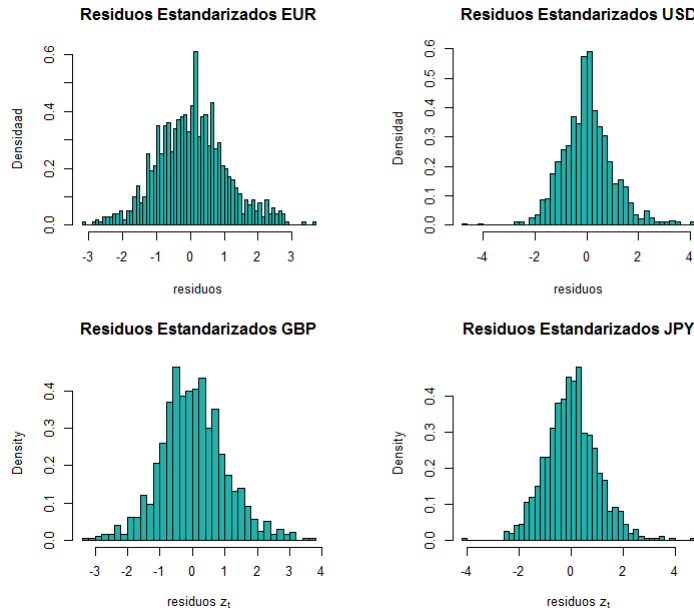 Residuos Estandarizados EUR
Densidaad
0.0 0.2 0.4 0.6
-3 -2 -1 0 1 2 3
residuos
Residuos Estandarizados USD
Densidad
0.0 0.1 0.2 0.3 0.4 0.5 0.6
-4 -2 0 2 4
residuos
Residuos Estandarizados GBP
Density
0.0 0.1 0.2 0.3 0.4
-3 -2 -1 0 1 2 3 4
residuos zt
Residuos Estandarizados JPY
Density
0.0 0.1 0.2 0.3 0.4
-4 -2 0 2 4
residuos zt